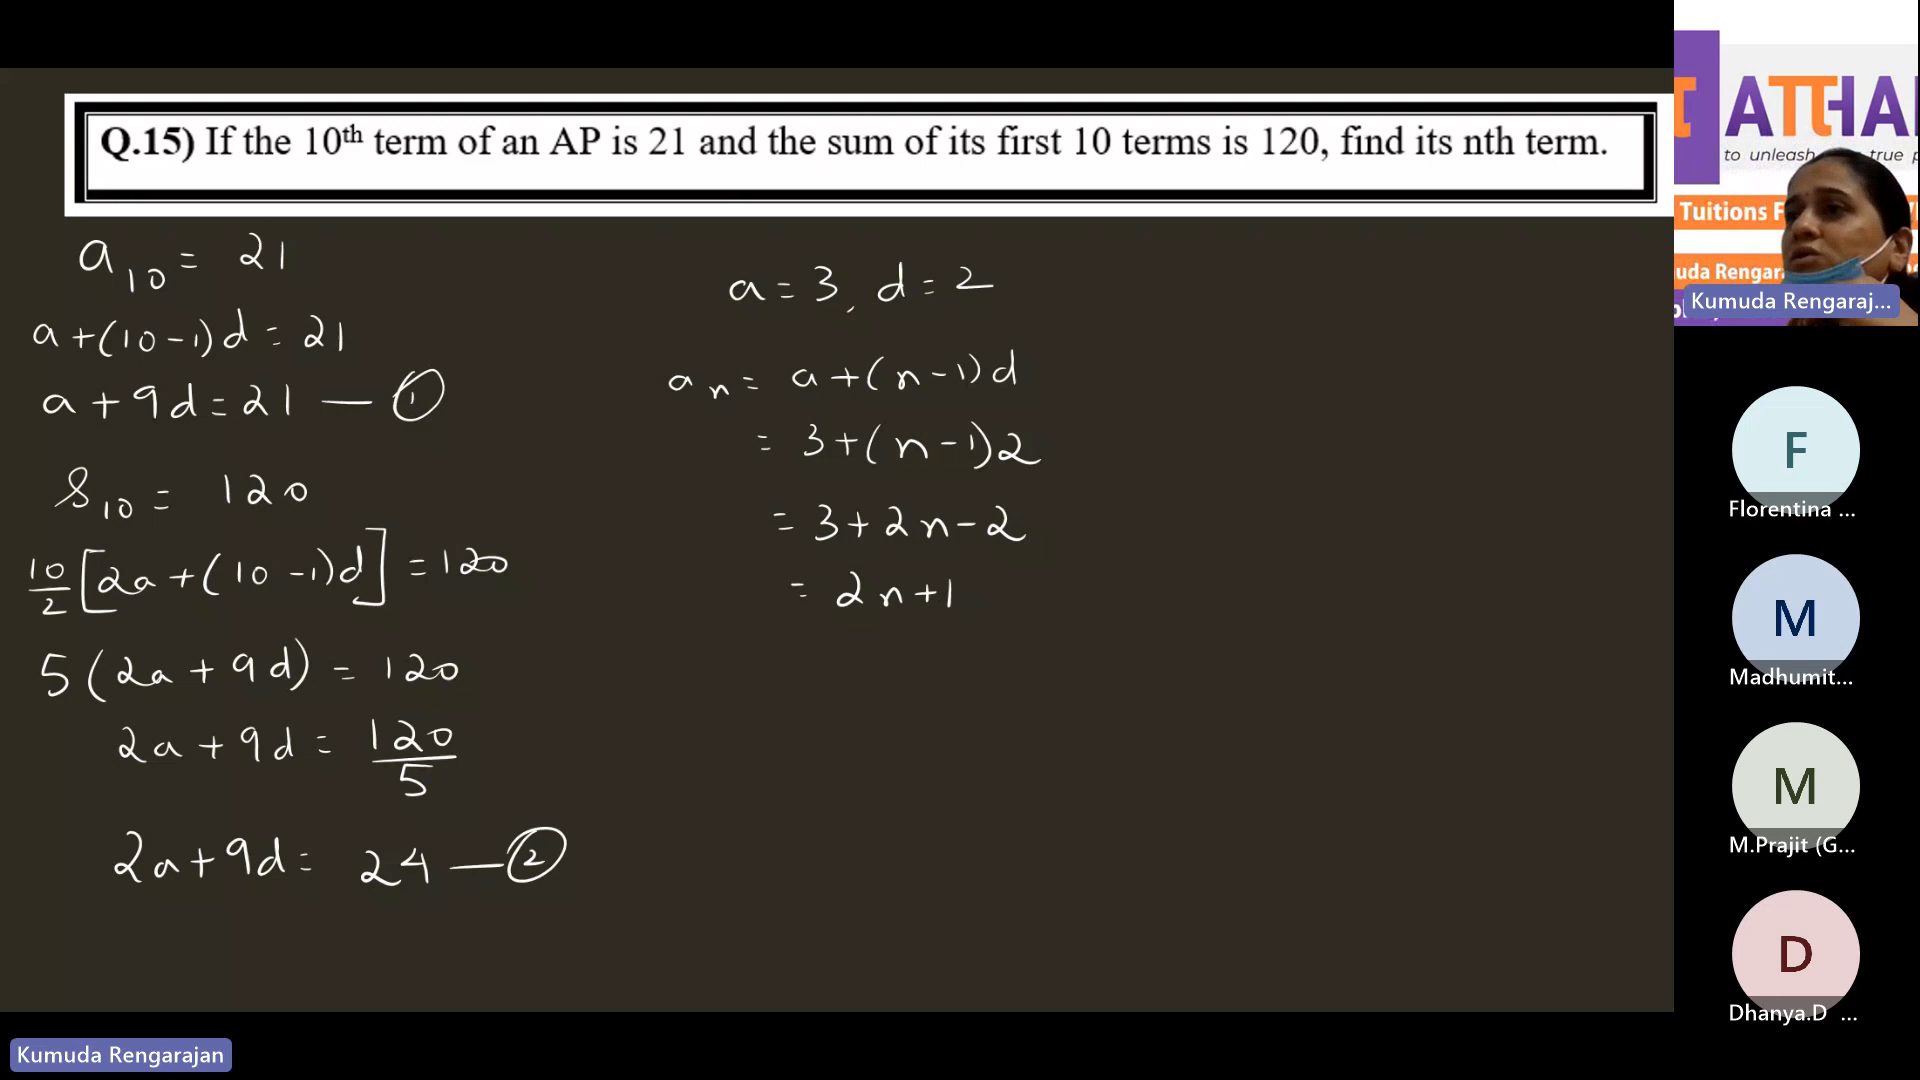 Q.15) If the 10th term of an AP is 21 and the sum of its first 10 terms is 120, find its nth term.
a10 = 21
a+(10-1)d = 21
a+9d = 21 — ①
S10 = 120
10/2 [2a+(10-1)d] = 120
5(2a+9d) = 120
2a+9d = 120/5
2a+9d = 24 — ②
a = 3, d = 2
an = a+(n-1)d
= 3+(n-1)2
= 3+2n-2
= 2n+1
AππHA
to unleash true p
Tuitions F
uda Rengara
Kumuda Rengaraj...
F
Florentina ...
M
Madhumit...
M
M.Prajit (G...
D
Dhanya.D ...
Kumuda Rengarajan